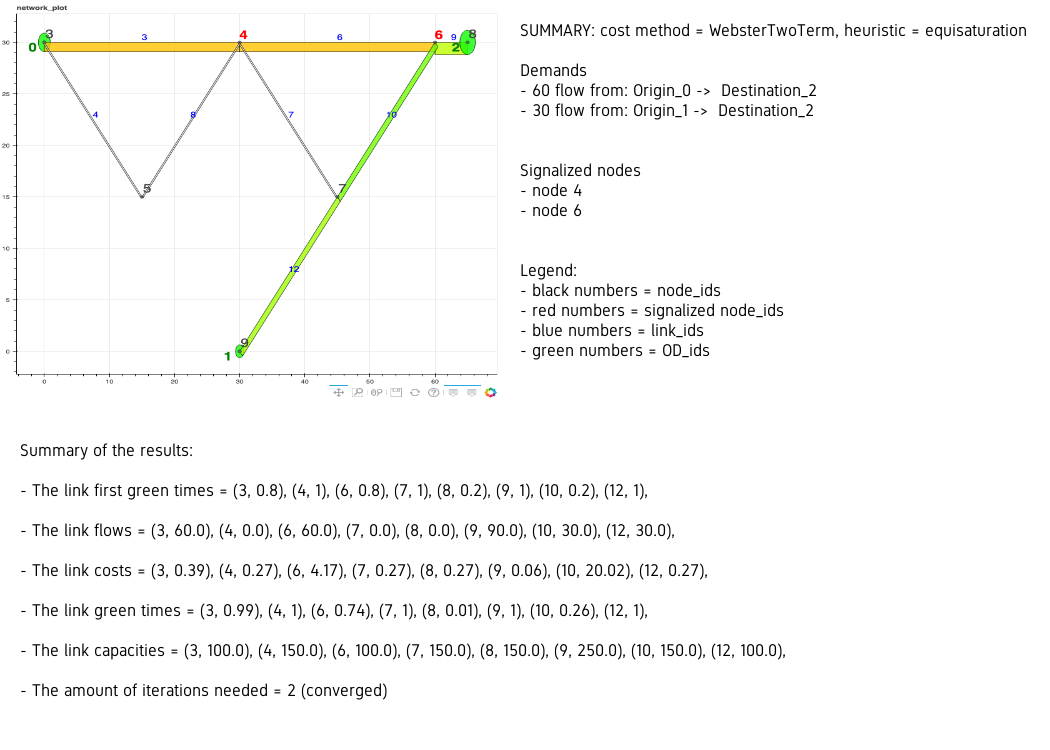 network_plot
30
25
20
15
10
5
0
0
10
20
30
40
50
60
3
0
3
4
6
6
9
2
8
4
8
7
10
5
7
12
9
1
SUMMARY: cost method = WebsterTwoTerm, heuristic = equisaturation
Demands
- 60 flow from: Origin_0 -> Destination_2
- 30 flow from: Origin_1 -> Destination_2
Signalized nodes
- node 4
- node 6
Legend:
- black numbers = node_ids
- red numbers = signalized node_ids
- blue numbers = link_ids
- green numbers = OD_ids
Summary of the results:
- The link first green times = (3, 0.8), (4, 1), (6, 0.8), (7, 1), (8, 0.2), (9, 1), (10, 0.2), (12, 1),
- The link flows = (3, 60.0), (4, 0.0), (6, 60.0), (7, 0.0), (8, 0.0), (9, 90.0), (10, 30.0), (12, 30.0),
- The link costs = (3, 0.39), (4, 0.27), (6, 4.17), (7, 0.27), (8, 0.27), (9, 0.06), (10, 20.02), (12, 0.27),
- The link green times = (3, 0.99), (4, 1), (6, 0.74), (7, 1), (8, 0.01), (9, 1), (10, 0.26), (12, 1),
- The link capacities = (3, 100.0), (4, 150.0), (6, 100.0), (7, 150.0), (8, 150.0), (9, 250.0), (10, 150.0), (12, 100.0),
- The amount of iterations needed = 2 (converged)